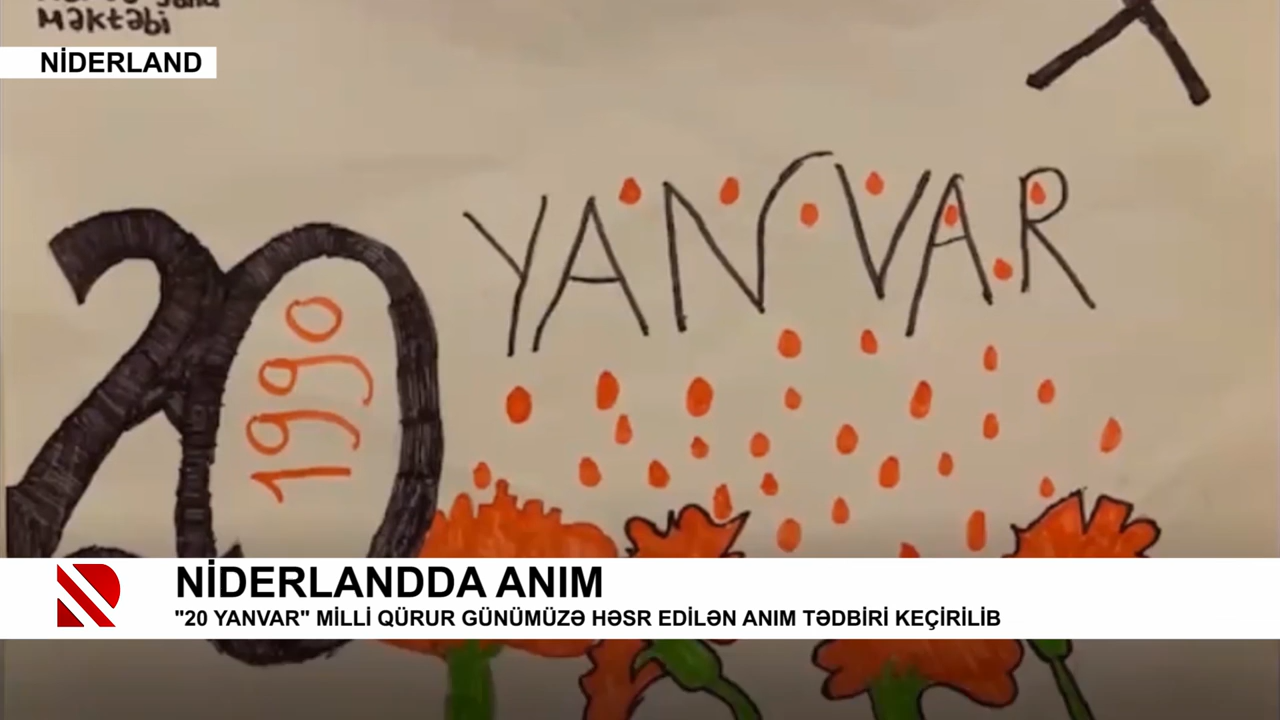 Məktəbi
NİDERLAND
20
1990
YANVAR
NİDERLANDDA ANIM
"20 YANVAR" MİLLİ QÜRUR GÜNÜMÜZƏ HƏSR EDİLƏN ANIM TƏDBİRİ KEÇİRİLİB